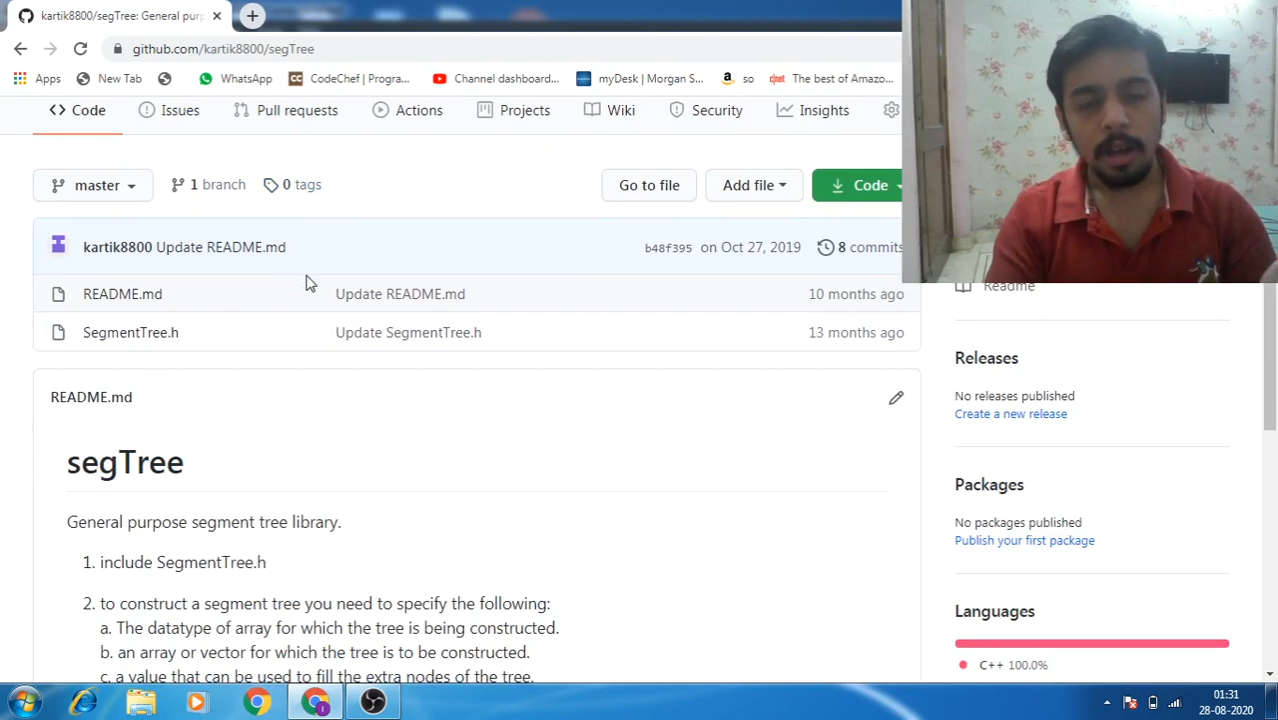 kartik8800/segTree: General purp
github.com/kartik8800/segTree
Apps New Tab WhatsApp CodeChef | Progra... Channel dashboard... myDesk | Morgan S... so The best of Amazo...
Code Issues Pull requests Actions Projects Wiki Security Insights
master 1 branch 0 tags Go to file Add file Code
kartik8800 Update README.md b48f395 on Oct 27, 2019 8 commits
README.md Update README.md 10 months ago
SegmentTree.h Update SegmentTree.h 13 months ago
README.md
segTree
General purpose segment tree library.
1. include SegmentTree.h
2. to construct a segment tree you need to specify the following:
a. The datatype of array for which the tree is being constructed.
b. an array or vector for which the tree is to be constructed.
c. a value that can be used to fill the extra nodes of the tree.
Readme
Releases
No releases published
Create a new release
Packages
No packages published
Publish your first package
Languages
C++ 100.0%
01:31
28-08-2020